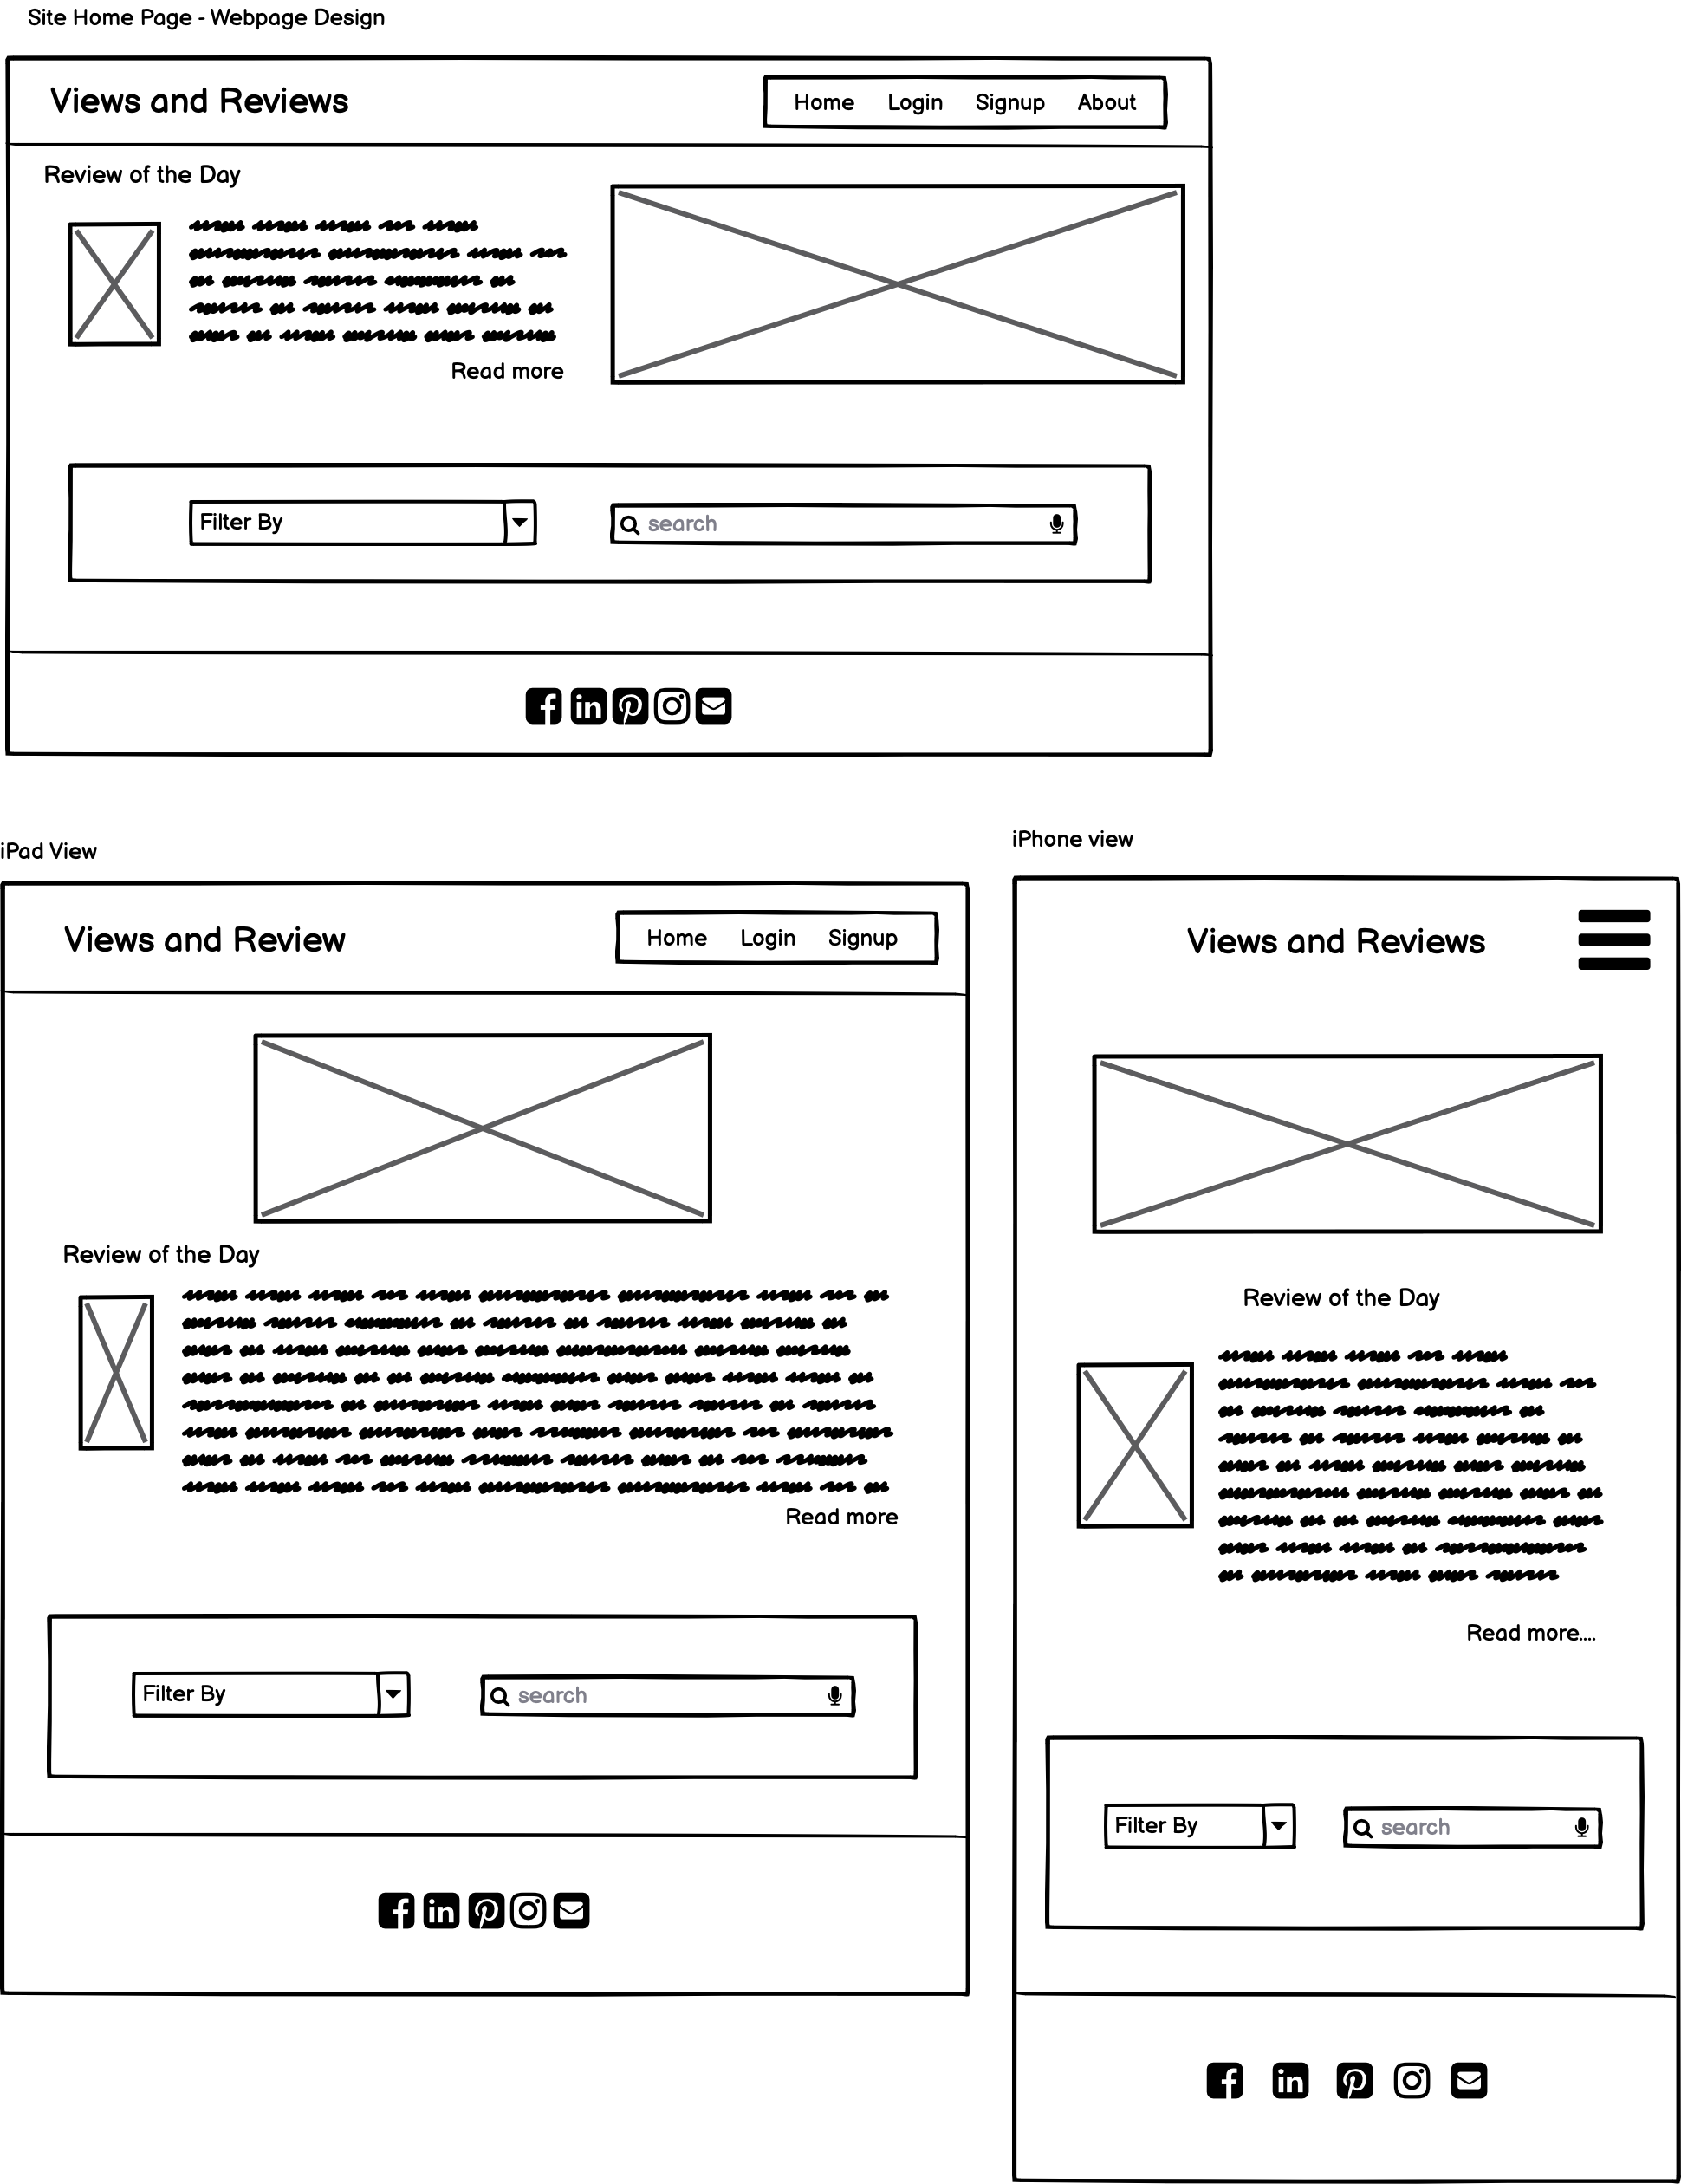 Site Home Page - Webpage Design
Views and Reviews
Home Login Signup About
Review of the Day
Read more
Filter By
search
iPad View
Views and Review
Home Login Signup
Review of the Day
Read more
Filter By
search
iPhone view
Views and Reviews
Review of the Day
Read more....
Filter By
search